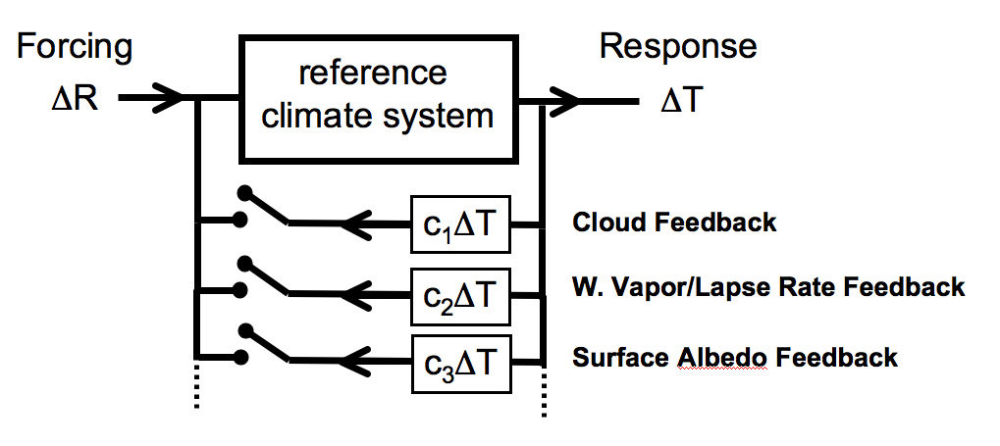 Forcing
Response
ΔR
reference
climate system
ΔT
c₁ΔT
Cloud Feedback
c₂ΔT
W. Vapor/Lapse Rate Feedback
c₃ΔT
Surface Albedo Feedback